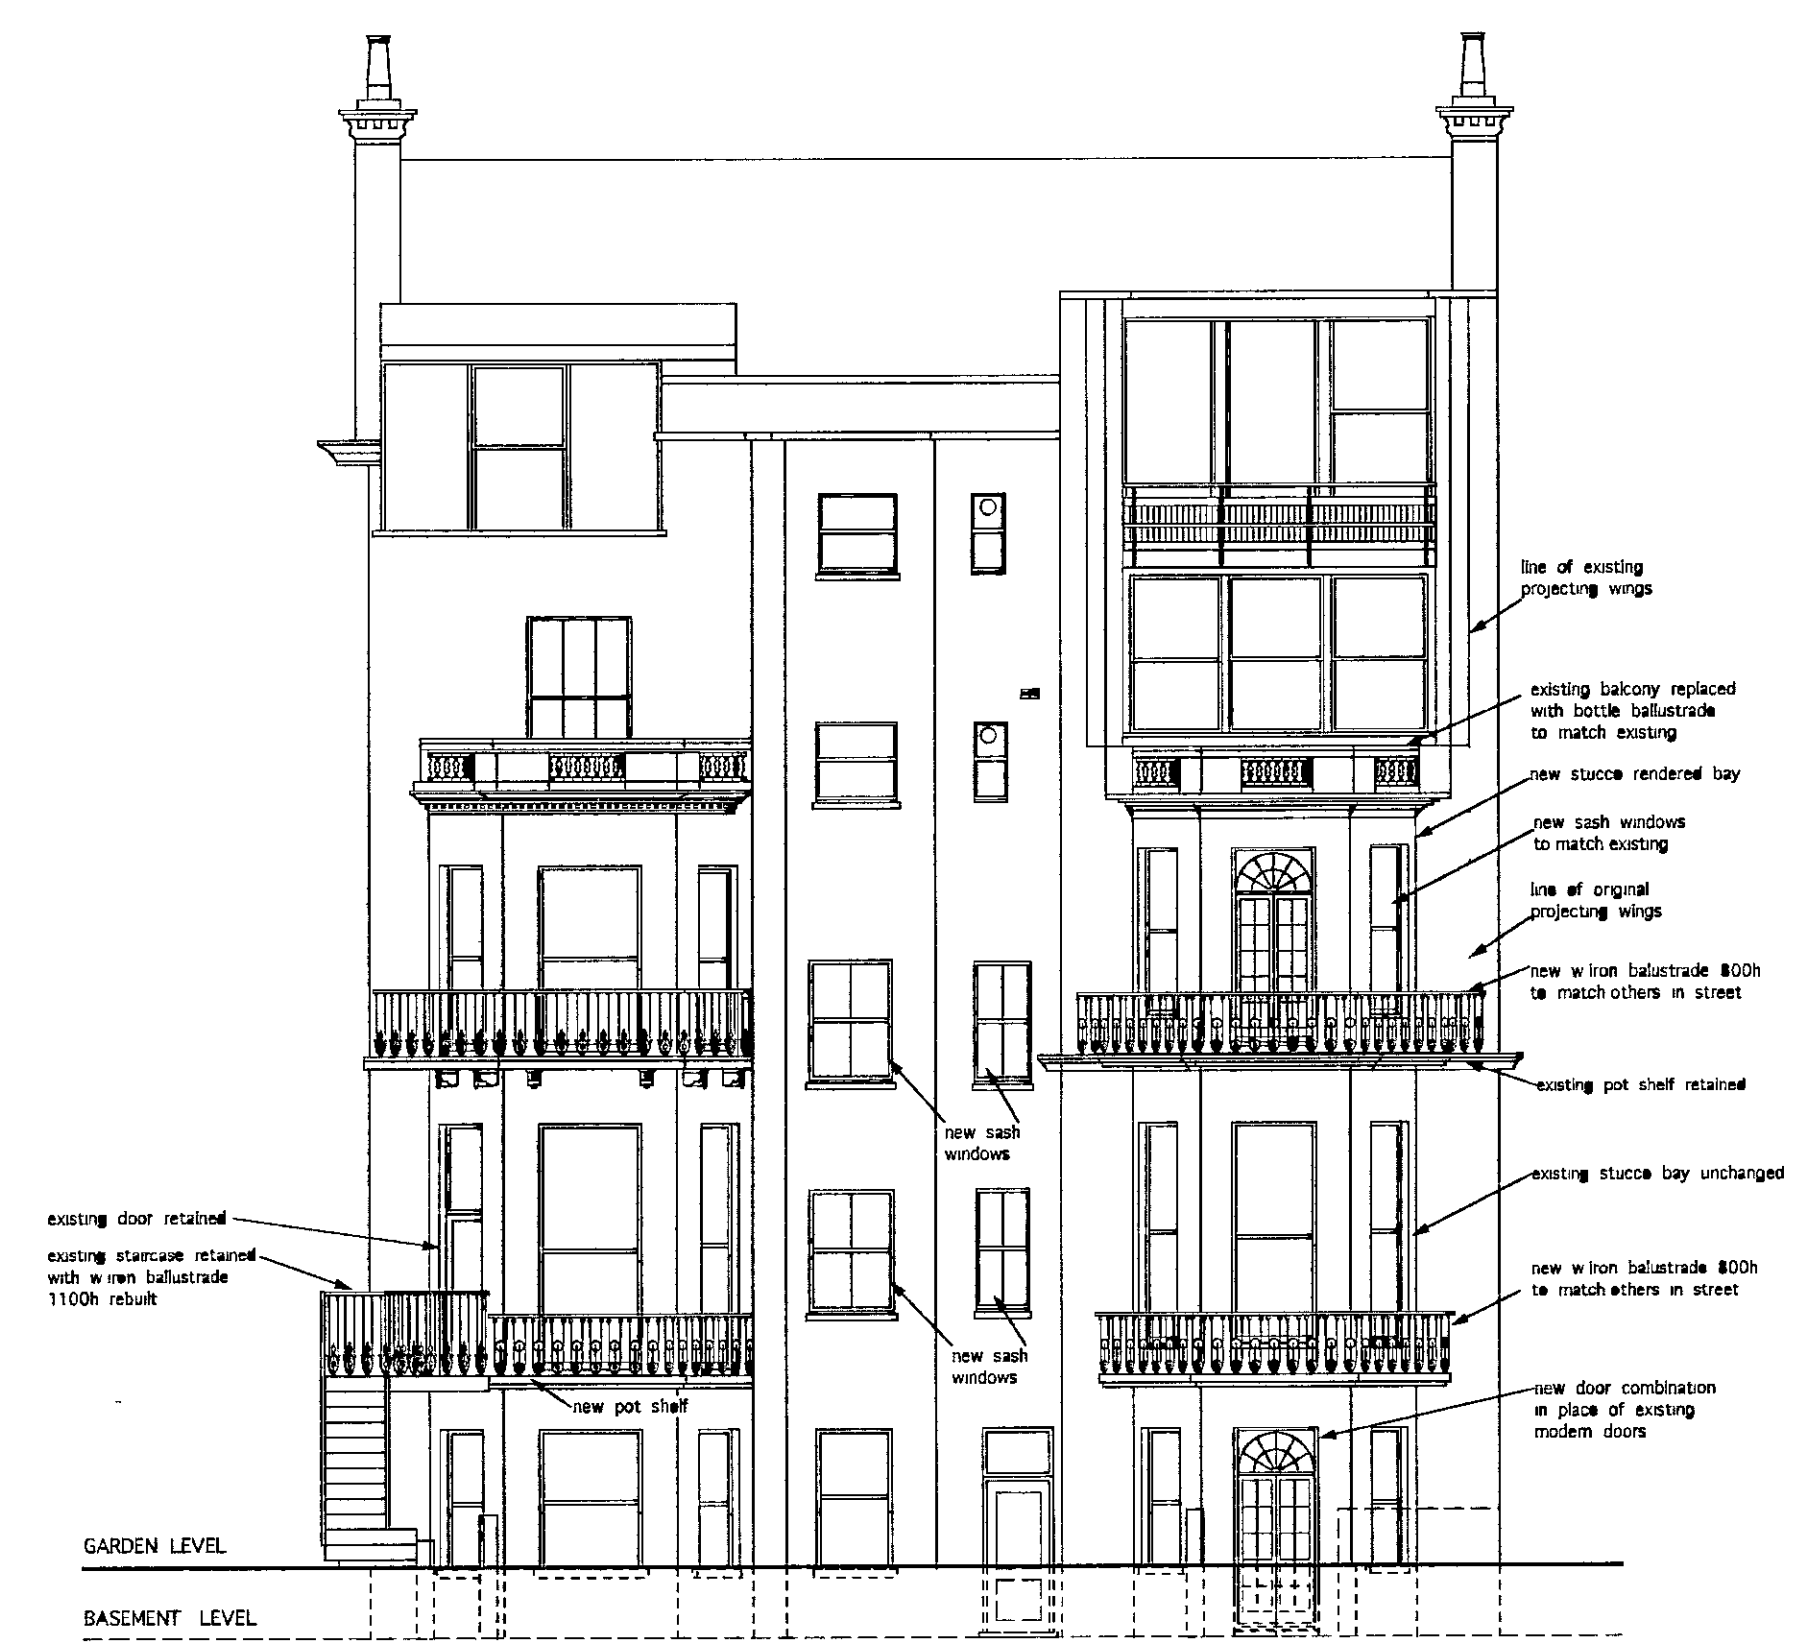 line of existing
projecting wings
existing balcony replaced
with bottle ballustrade
to match existing
new stucco rendered bay
new sash windows
to match existing
line of original
projecting wings
new w iron balustrade 800h
to match others in street
existing pot shelf retained
new sash
windows
existing stucco bay unchanged
existing door retained
existing staircase retained
with w iron ballustrade
1100h rebuilt
new w iron balustrade 800h
to match others in street
new sash
windows
new pot shelf
new door combination
in place of existing
modern doors
GARDEN LEVEL
BASEMENT LEVEL